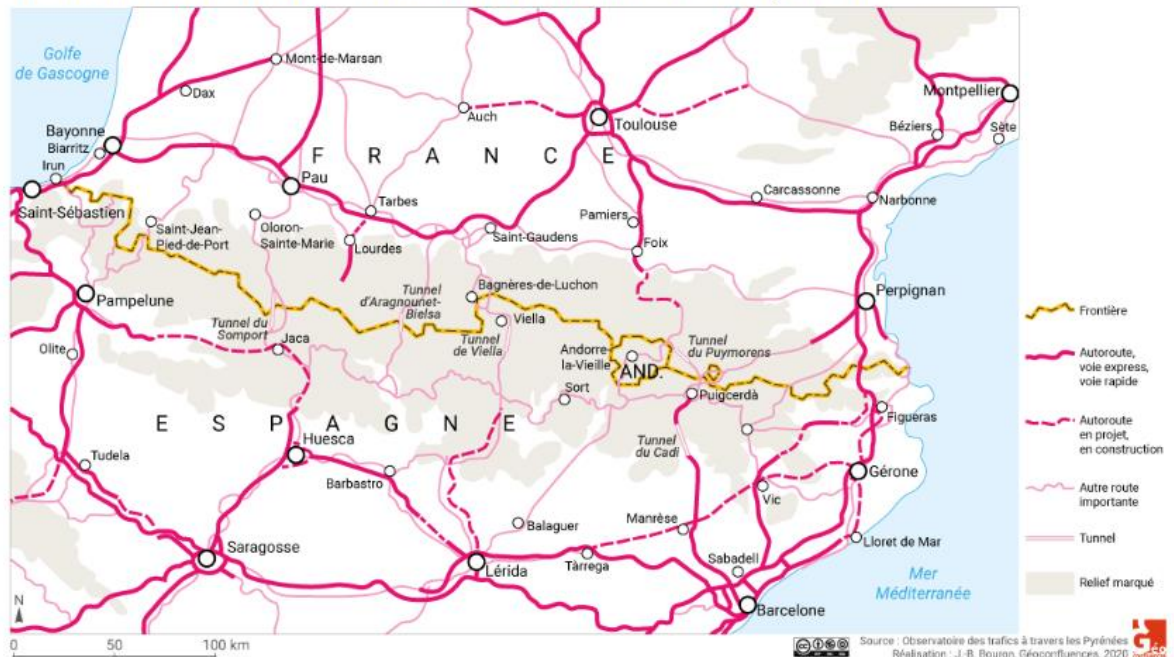 Golfe
de Gascogne
Mont-de-Marsan
Dax
Auch
Toulouse
Montpellier
Béziers
Sète
Bayonne
Biarritz
Irun
Saint-Sébastien
FRANCE
Pau
Tarbes
Carcassonne
Narbonne
Saint-Jean-
Pied-de-Port
Oloron-
Sainte-Marie
Lourdes
Saint-Gaudens
Pamiers
Foix
Pampelune
Tunnel
d'Aragnounet-
Bielsa
Bagnères-de-Luchon
Perpignan
Tunnel du
Somport
Jaca
Tunnel
de Viella
Viella
Andorre
-la-Vieille
AND.
Tunnel
du Puymorens
Olite
Sort
Puigcerdà
Figueras
ESPAGNE
Tunnel
du Cadi
Huesca
Tudela
Barbastro
Gérone
Vic
Balaguer
Manrèse
Saragosse
Lérida
Tàrrega
Sabadell
Lloret de Mar
Barcelone
Mer
Méditerranée
Frontière
Autoroute,
voie express,
voie rapide
Autoroute
en projet,
en construction
Autre route
importante
Tunnel
Relief marqué
N
0 50 100 km
Source : Observatoire des trafics à travers les Pyrénées
Réalisation : J.-B. Bouron, Géoconfluences, 2020
Géo